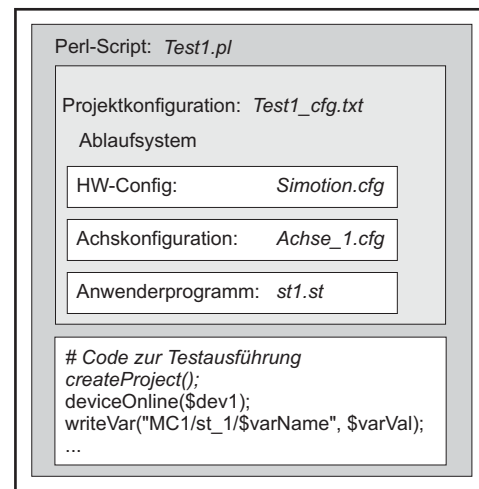 Perl-Script: Test1.pl
Projektkonfiguration: Test1_cfg.txt
Ablaufsystem
HW-Config: Simotion.cfg
Achskonfiguration: Achse_1.cfg
Anwenderprogramm: st1.st
# Code zur Testausführung
createProject();
deviceOnline($dev1);
writeVar("MC1/st_1/$varName", $varVal);
...